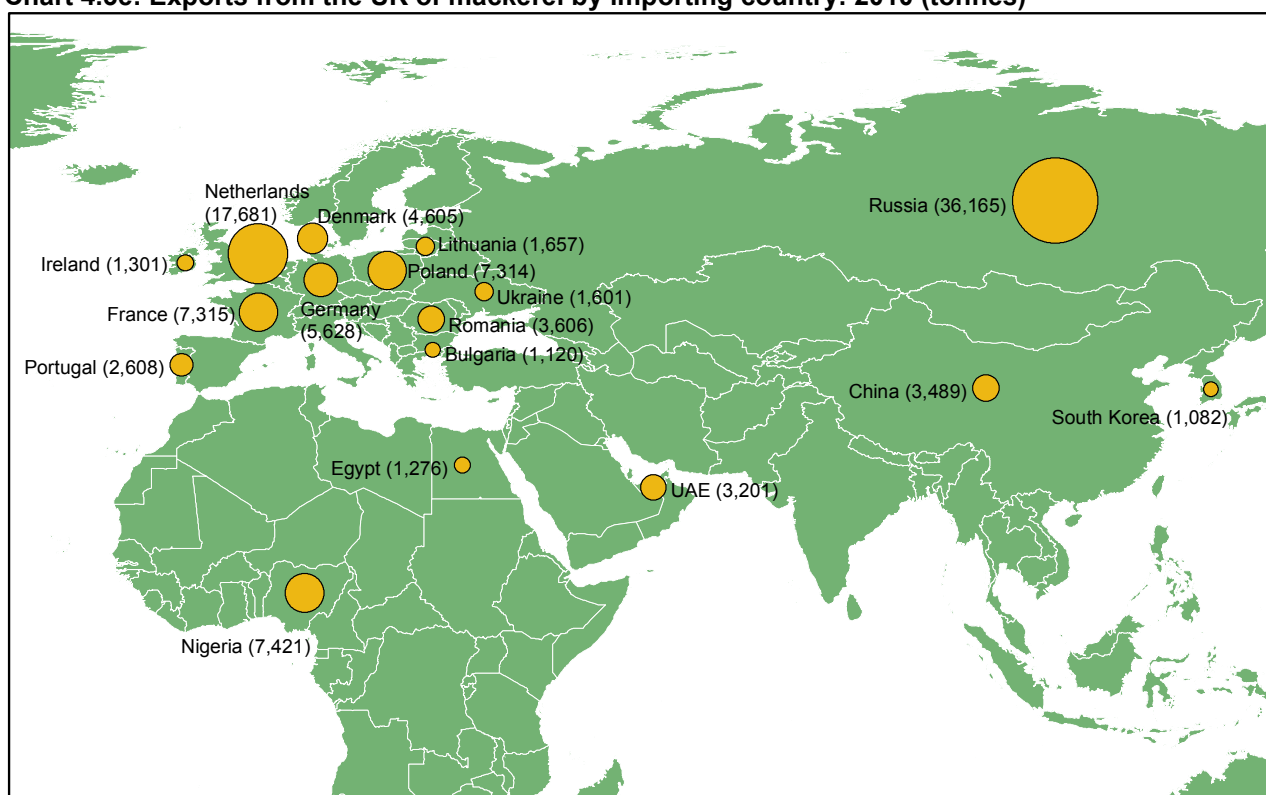 Exports from the UK of mackerel by importing country: 2010 (tonnes)
Netherlands
(17,681)
Denmark (4,605)
Russia (36,165)
Lithuania (1,657)
Ireland (1,301)
Poland (7,314)
Ukraine (1,601)
France (7,315)
Germany
(5,628)
Romania (3,606)
Bulgaria (1,120)
Portugal (2,608)
China (3,489)
South Korea (1,082)
Egypt (1,276)
UAE (3,201)
Nigeria (7,421)